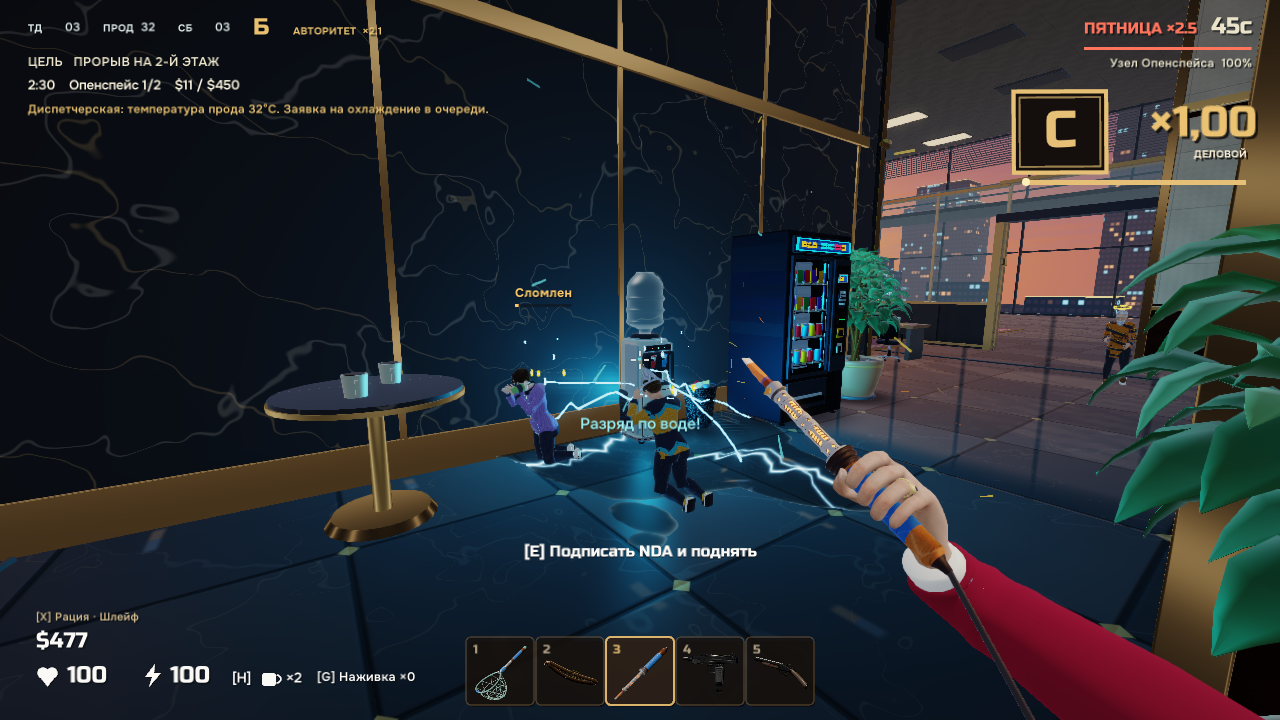 ТД 03 ПРОД 32 СБ 03 Б АВТОРИТЕТ ×2.1
ЦЕЛЬ ПРОРЫВ НА 2-Й ЭТАЖ
2:30 Опенспейс 1/2 $11 / $450
Диспетчерская: температура прода 32°C. Заявка на охлаждение в очереди.
ПЯТНИЦА ×2.5 45с
Узел Опенспейса 100%
С ×1,00
ДЕЛОВОЙ
Сломлен
Разряд по воде!
[E] Подписать NDA и поднять
[X] Рация · Шлейф
$477
100 100 [H] ×2 [G] Наживка ×0
1 2 3 4 5